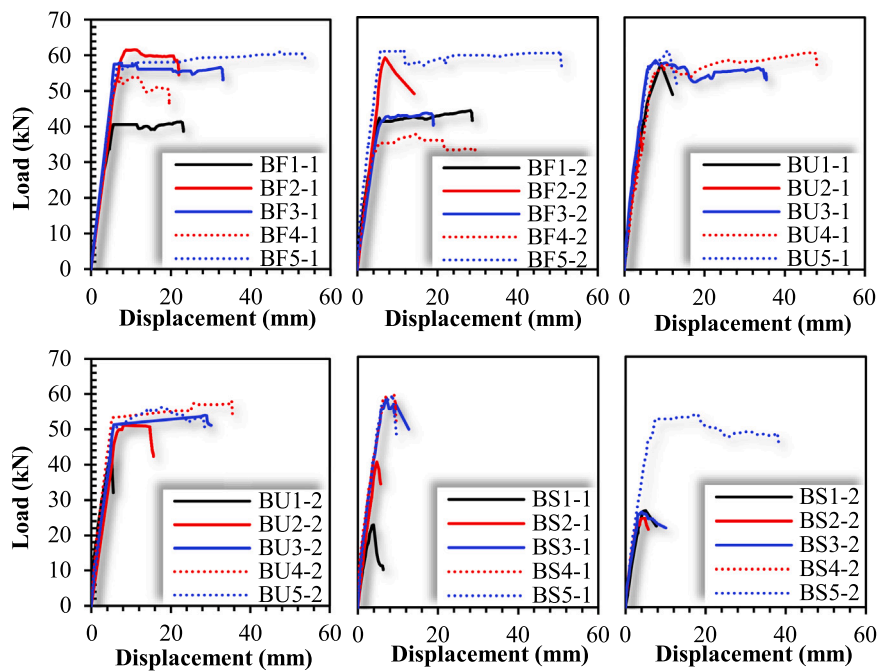 70
60
50
40
30
20
10
0
Load (kN)
BF1-1
BF2-1
BF3-1
BF4-1
BF5-1
0 20 40 60
Displacement (mm)
BF1-2
BF2-2
BF3-2
BF4-2
BF5-2
0 20 40 60
Displacement (mm)
BU1-1
BU2-1
BU3-1
BU4-1
BU5-1
0 20 40 60
Displacement (mm)
70
60
50
40
30
20
10
0
Load (kN)
BU1-2
BU2-2
BU3-2
BU4-2
BU5-2
0 20 40 60
Displacement (mm)
BS1-1
BS2-1
BS3-1
BS4-1
BS5-1
0 20 40 60
Displacement (mm)
BS1-2
BS2-2
BS3-2
BS4-2
BS5-2
0 20 40 60
Displacement (mm)